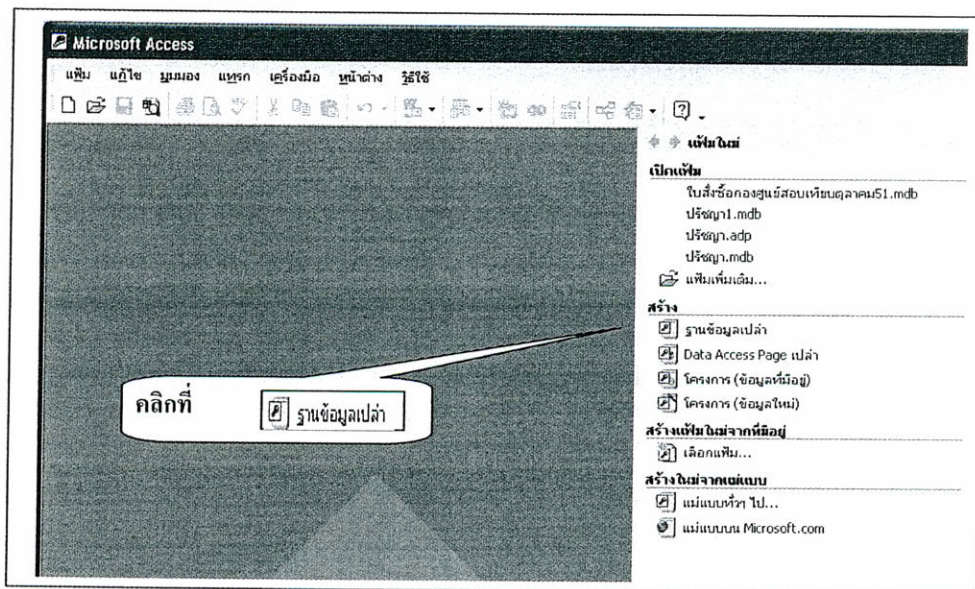 Microsoft Access
แฟ้ม แก้ไข มุมมอง แทรก เครื่องมือ หน้าต่าง วิธีใช้
แฟ้มใหม่
เปิดแฟ้ม
ใบสั่งซื้อกองศูนย์สอบเทียบตุลาคม51.mdb
ปรัชญา1.mdb
ปรัชญา.adp
ปรัชญา.mdb
แฟ้มเพิ่มเติม...
สร้าง
ฐานข้อมูลเปล่า
Data Access Page เปล่า
โครงการ (ข้อมูลที่มีอยู่)
โครงการ (ข้อมูลใหม่)
สร้างแฟ้มใหม่จากที่มีอยู่
เลือกแฟ้ม...
สร้างใหม่จากแม่แบบ
แม่แบบทั่วๆ ไป...
แม่แบบบน Microsoft.com
คลิกที่ ฐานข้อมูลเปล่า